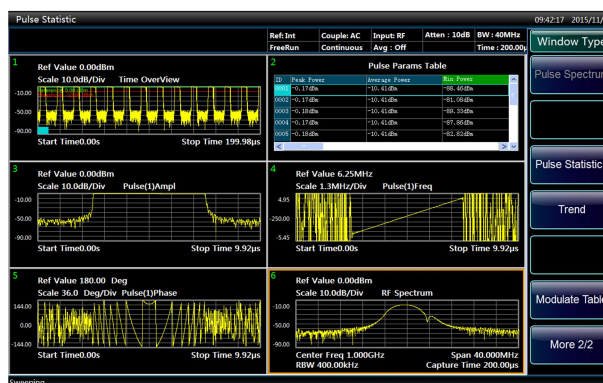 Pulse Statistic
09:42:17 2015/11/
Ref: Int Couple: AC Input: RF Atten : 10dB BW : 40MHz
FreeRun Continuous Avg : Off Time : 200.00µ
Window Type
Pulse Spectrum
Pulse Statistic
Trend
Modulate Table
More 2/2
1
Ref Value 0.00dBm
Scale 10.0dB/Div Time OverView
-10.00
-50.00
-90.00
Start Time0.00s Stop Time 199.98µs
2
Pulse Params Table
ID Peak Power Average Power Min Power
0001 -0.17dBm -10.41dBm -88.46dBm
0002 -0.17dBm -10.41dBm -81.08dBm
0003 -0.18dBm -10.41dBm -89.33dBm
0004 -0.17dBm -10.41dBm -87.86dBm
0005 -0.18dBm -10.41dBm -82.82dBm
3
Ref Value 0.00dBm
Scale 10.0dB/Div Pulse(1)Ampl
-10.00
-50.00
-90.00
Start Time0.00s Stop Time 9.92µs
4
Ref Value 6.25MHz
Scale 1.3MHz/Div Pulse(1)Freq
4.95
-250.00
-5.45
Start Time0.00s Stop Time 9.92µs
5
Ref Value 180.00 Deg
Scale 36.0 Deg/Div Pulse(1)Phase
144.00
0.00
-144.00
Start Time0.00s Stop Time 9.92µs
6
Ref Value 0.00dBm
Scale 10.0dB/Div RF Spectrum
-10.00
-50.00
-90.00
Center Freq 1.000GHz Span 40.000MHz
RBW 400.00kHz Capture Time 200.00µs
Sweeping